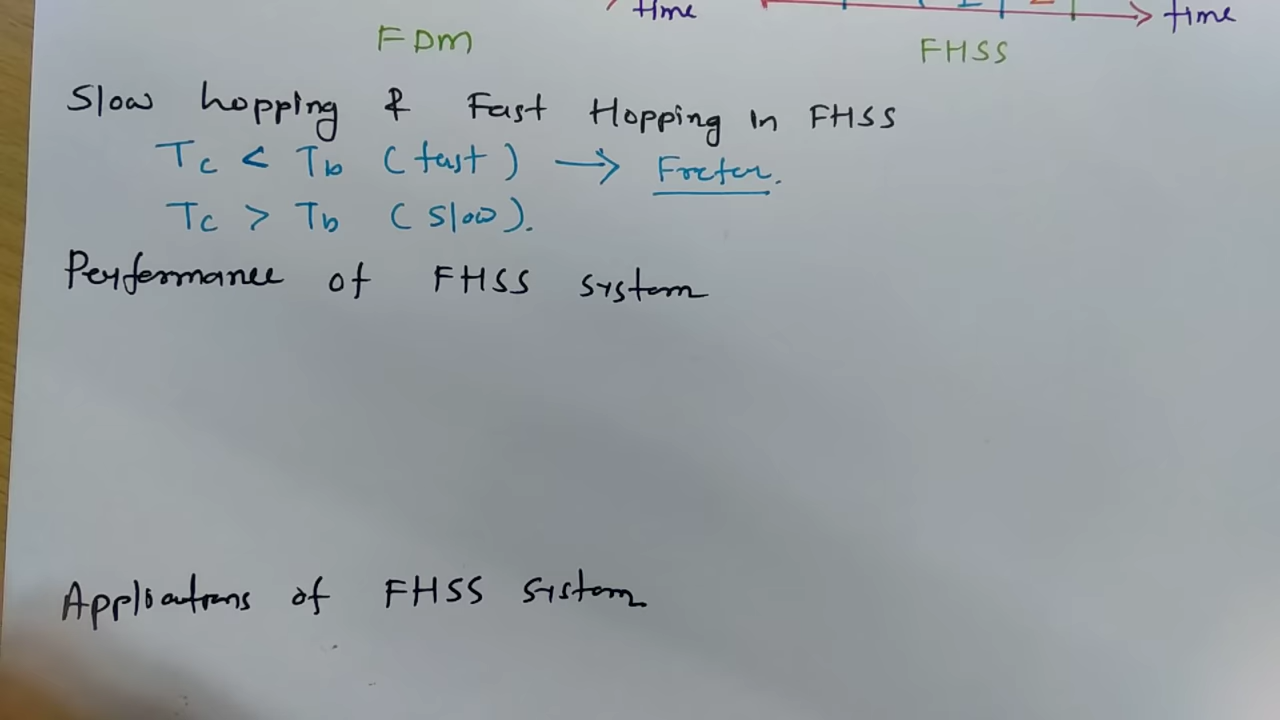 time
time
FDM
FHSS
Slow hopping & Fast Hopping in FHSS
Tc < Tb (fast) →
Tc > Tb (slow).
Performance of FHSS system
Applications of FHSS system